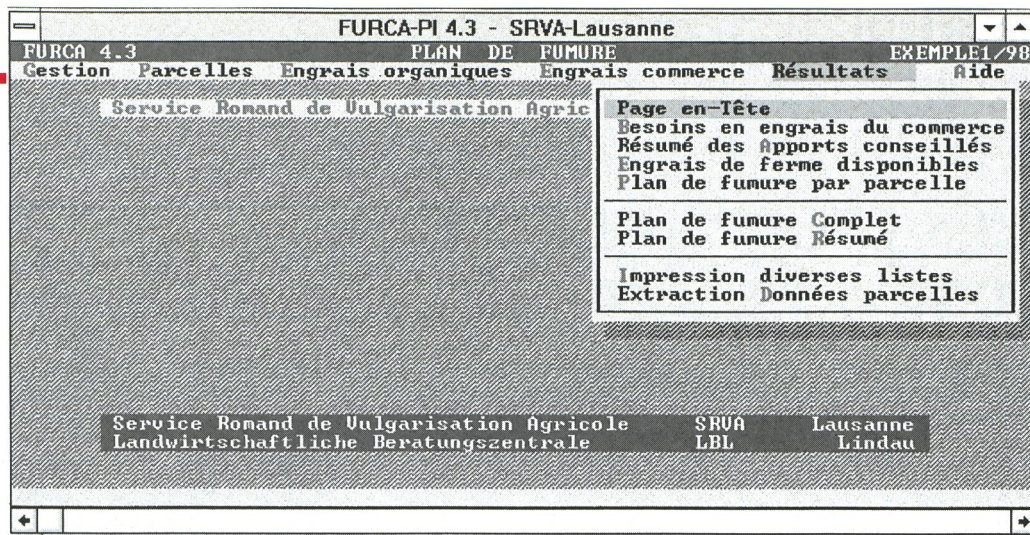 FURCA-PI 4.3 - SRVA-Lausanne
FURCA 4.3 PLAN DE FUMURE EXEMPLE1/98
Gestion Parcelles Engrais organiques Engrais commerce Résultats Aide
Service Romand de Vulgarisation Agric
Page en-Tête
Besoins en engrais du commerce
Résumé des Apports conseillés
Engrais de ferme disponibles
Plan de fumure par parcelle
Plan de fumure Complet
Plan de fumure Résumé
Impression diverses listes
Extraction Données parcelles
Service Romand de Vulgarisation Agricole SRVA Lausanne
Landwirtschaftliche Beratungszentrale LBL Lindau